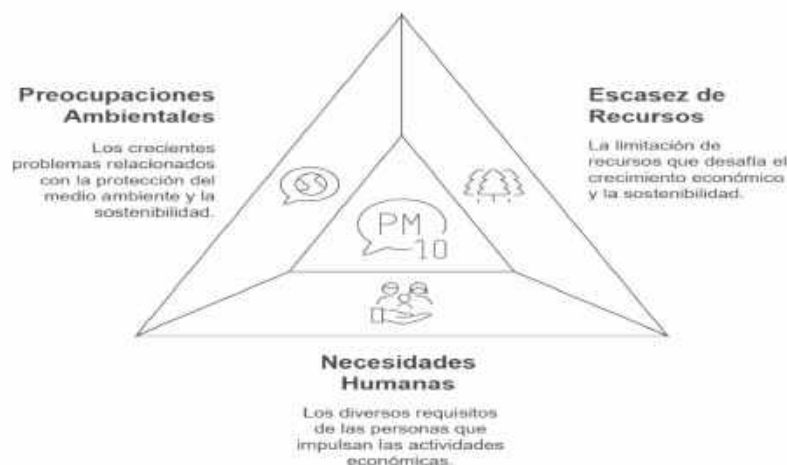 Preocupaciones
Ambientales
Los crecientes
problemas relacionados
con la protección del
medio ambiente y la
sostenibilidad.
Escasez de
Recursos
La limitación de
recursos que desafía el
crecimiento económico
y la sostenibilidad.
PM
10
Necesidades
Humanas
Los diversos requisitos
de las personas que
impulsan las actividades
económicas.